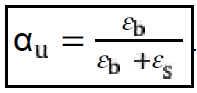 αu = εb / (εb + εs).